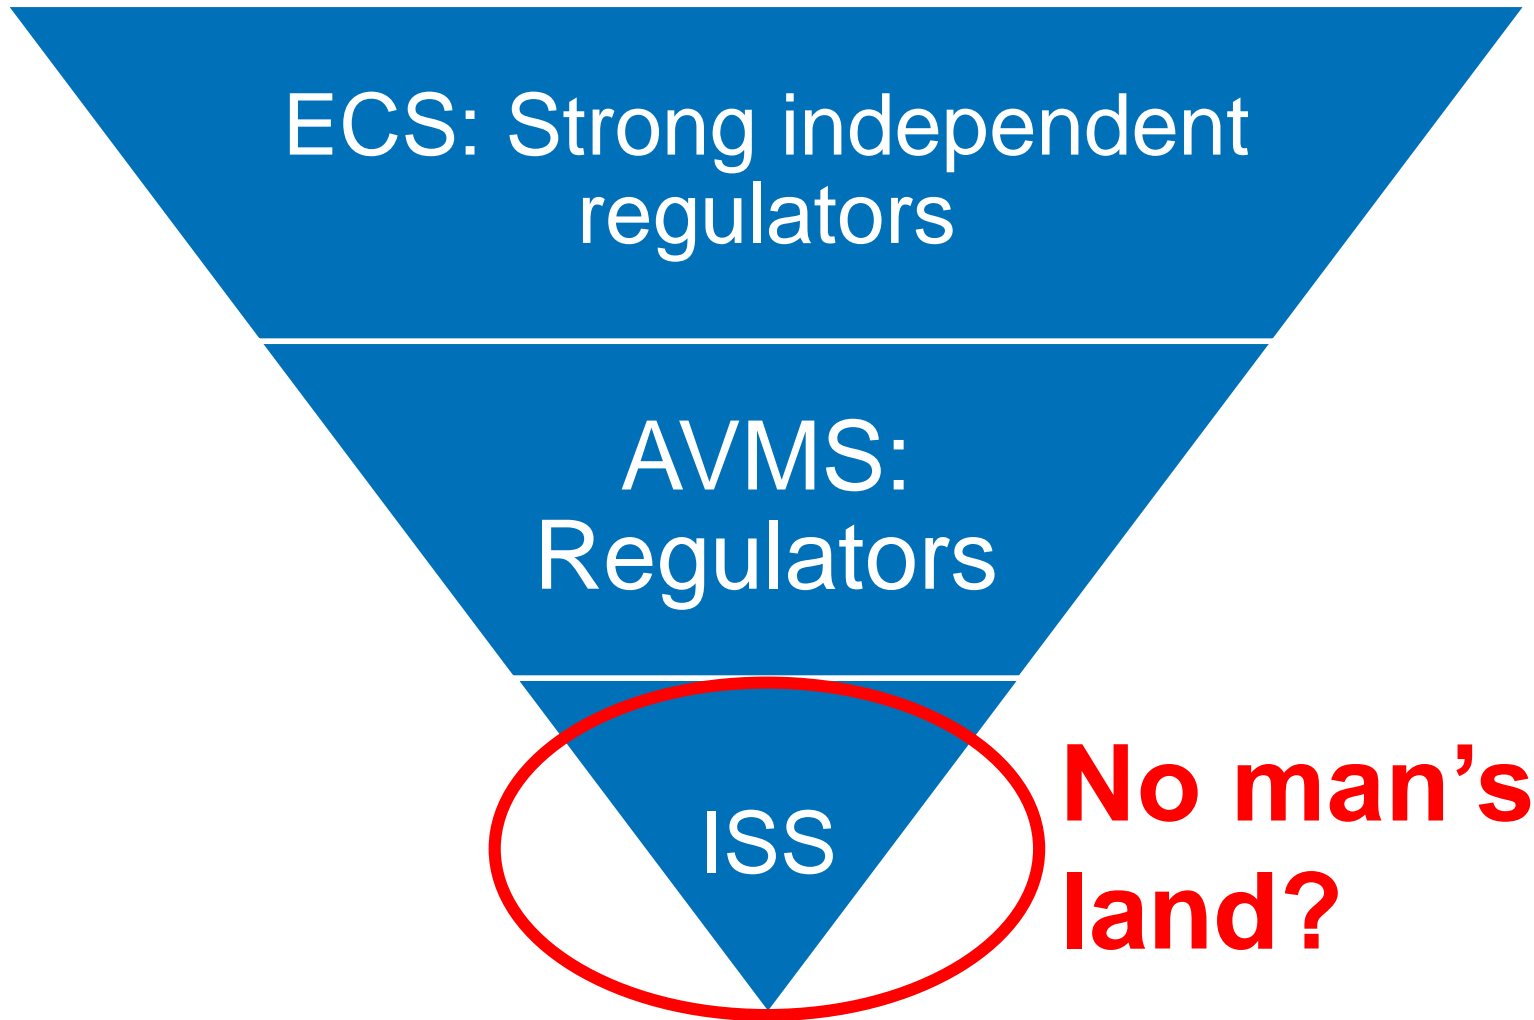 ECS: Strong independent
regulators
AVMS:
Regulators
ISS
No man’s
land?